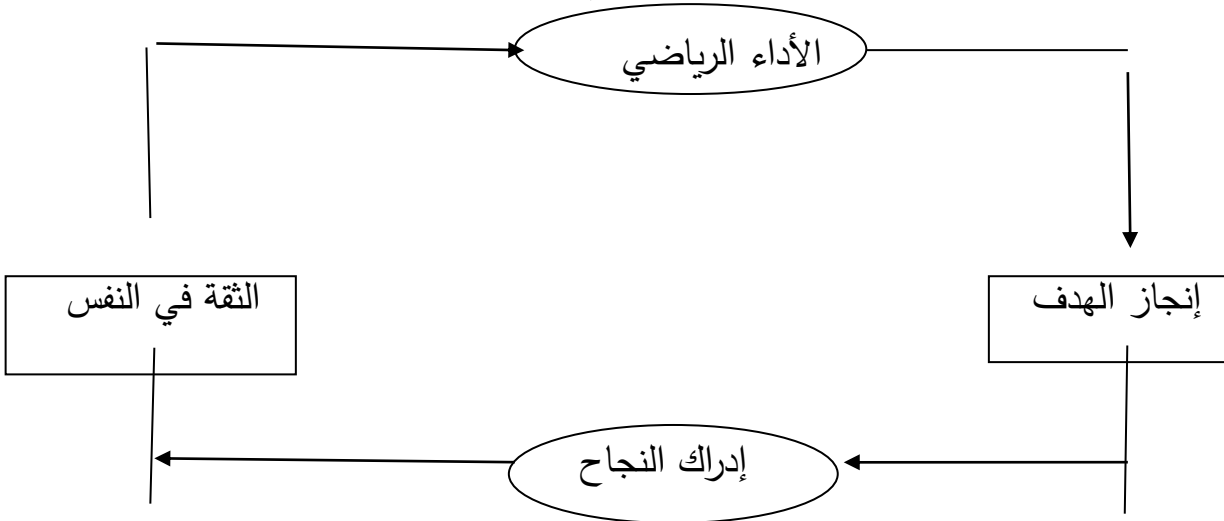 الأداء الرياضي
إنجاز الهدف
الثقة في النفس
إدراك النجاح